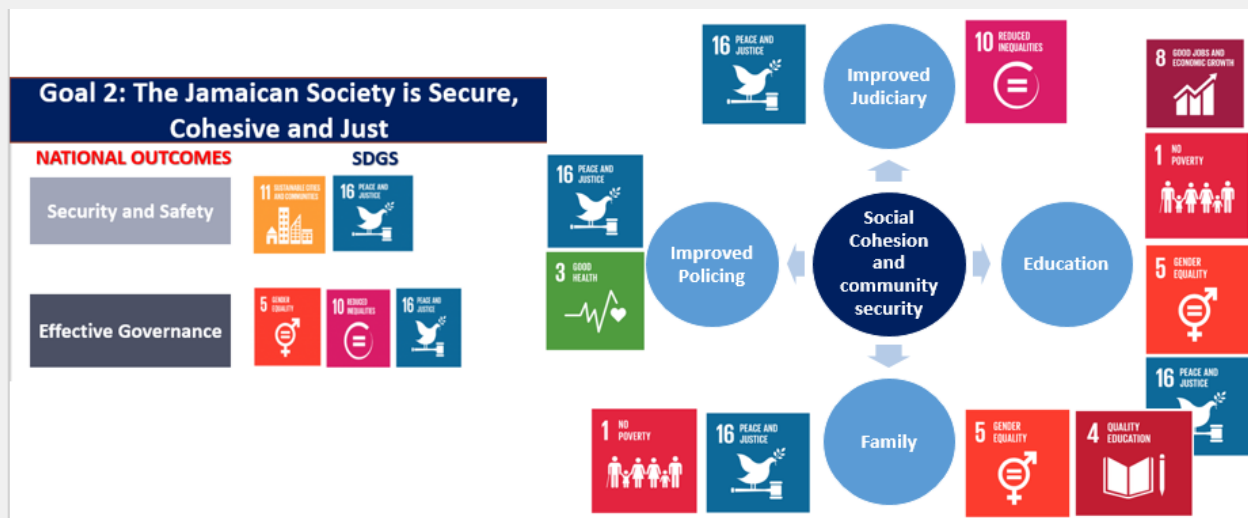 Goal 2: The Jamaican Society is Secure,
Cohesive and Just
NATIONAL OUTCOMES
SDGS
Security and Safety
11 SUSTAINABLE CITIES
AND COMMUNITIES
16 PEACE AND
JUSTICE
Effective Governance
5 GENDER
EQUALITY
10 REDUCED
INEQUALITIES
16 PEACE AND
JUSTICE
16 PEACE AND
JUSTICE
Improved
Judiciary
10 REDUCED
INEQUALITIES
16 PEACE AND
JUSTICE
3 GOOD
HEALTH
Improved
Policing
Social
Cohesion
and
community
security
Education
8 GOOD JOBS AND
ECONOMIC GROWTH
1 NO
POVERTY
5 GENDER
EQUALITY
16 PEACE AND
JUSTICE
1 NO
POVERTY
16 PEACE AND
JUSTICE
Family
5 GENDER
EQUALITY
4 QUALITY
EDUCATION